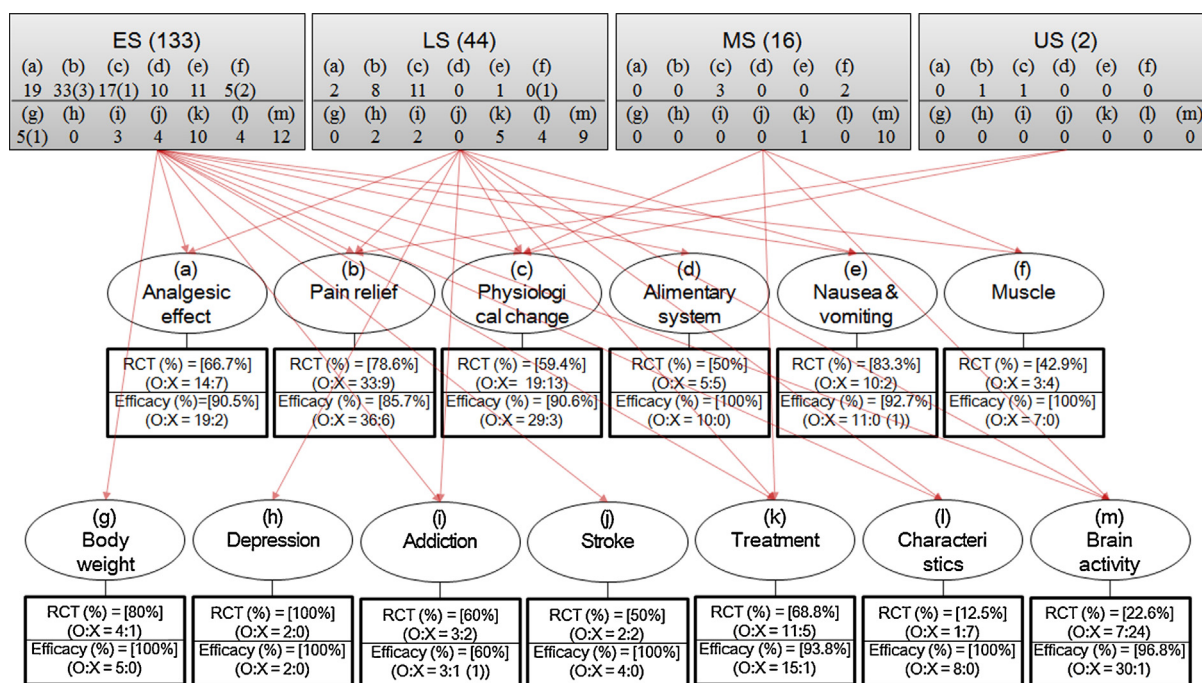 ES (133)
(a) (b) (c) (d) (e) (f)
19 33(3) 17(1) 10 11 5(2)
(g) (h) (i) (j) (k) (l) (m)
5(1) 0 3 4 10 4 12
LS (44)
(a) (b) (c) (d) (e) (f)
2 8 11 0 1 0(1)
(g) (h) (i) (j) (k) (l) (m)
0 2 2 0 5 4 9
MS (16)
(a) (b) (c) (d) (e) (f)
0 0 3 0 0 2
(g) (h) (i) (j) (k) (l) (m)
0 0 0 0 1 0 10
US (2)
(a) (b) (c) (d) (e) (f)
0 1 1 0 0 0
(g) (h) (i) (j) (k) (l) (m)
0 0 0 0 0 0 0
(a)
Analgesic
effect
RCT (%) = [66.7%]
(O:X = 14:7)
Efficacy (%)=[90.5%]
(O:X = 19:2)
(b)
Pain relief
RCT (%) = [78.6%]
(O:X = 33:9)
Efficacy (%) = [85.7%]
(O:X = 36:6)
(c)
Physiologi
cal change
RCT (%) = [59.4%]
(O:X= 19:13)
Efficacy (%) = [90.6%]
(O:X = 29:3)
(d)
Alimentary
system
RCT (%) = [50%]
(O:X = 5:5)
Efficacy (%) = [100%]
(O:X = 10:0)
(e)
Nausea &
vomiting
RCT (%) = [83.3%]
(O:X = 10:2)
Efficacy (%) = [92.7%]
(O:X = 11:0 (1))
(f)
Muscle
RCT (%) = [42.9%]
(O:X = 3:4)
Efficacy (%) = [100%]
(O:X = 7:0)
(g)
Body
weight
RCT (%) = [80%]
(O:X = 4:1)
Efficacy (%) = [100%]
(O:X = 5:0)
(h)
Depression
RCT (%) = [100%]
(O:X = 2:0)
Efficacy (%) = [100%]
(O:X = 2:0)
(i)
Addiction
RCT (%) = [60%]
(O:X = 3:2)
Efficacy (%) = [60%]
(O:X = 3:1 (1))
(j)
Stroke
RCT (%) = [50%]
(O:X = 2:2)
Efficacy (%) = [100%]
(O:X = 4:0)
(k)
Treatment
RCT (%) = [68.8%]
(O:X = 11:5)
Efficacy (%) = [93.8%]
(O:X = 15:1)
(l)
Characteri
stics
RCT (%) = [12.5%]
(O:X = 1:7)
Efficacy (%) = [100%]
(O:X = 8:0)
(m)
Brain
activity
RCT (%) = [22.6%]
(O:X = 7:24)
Efficacy (%) = [96.8%]
(O:X = 30:1)